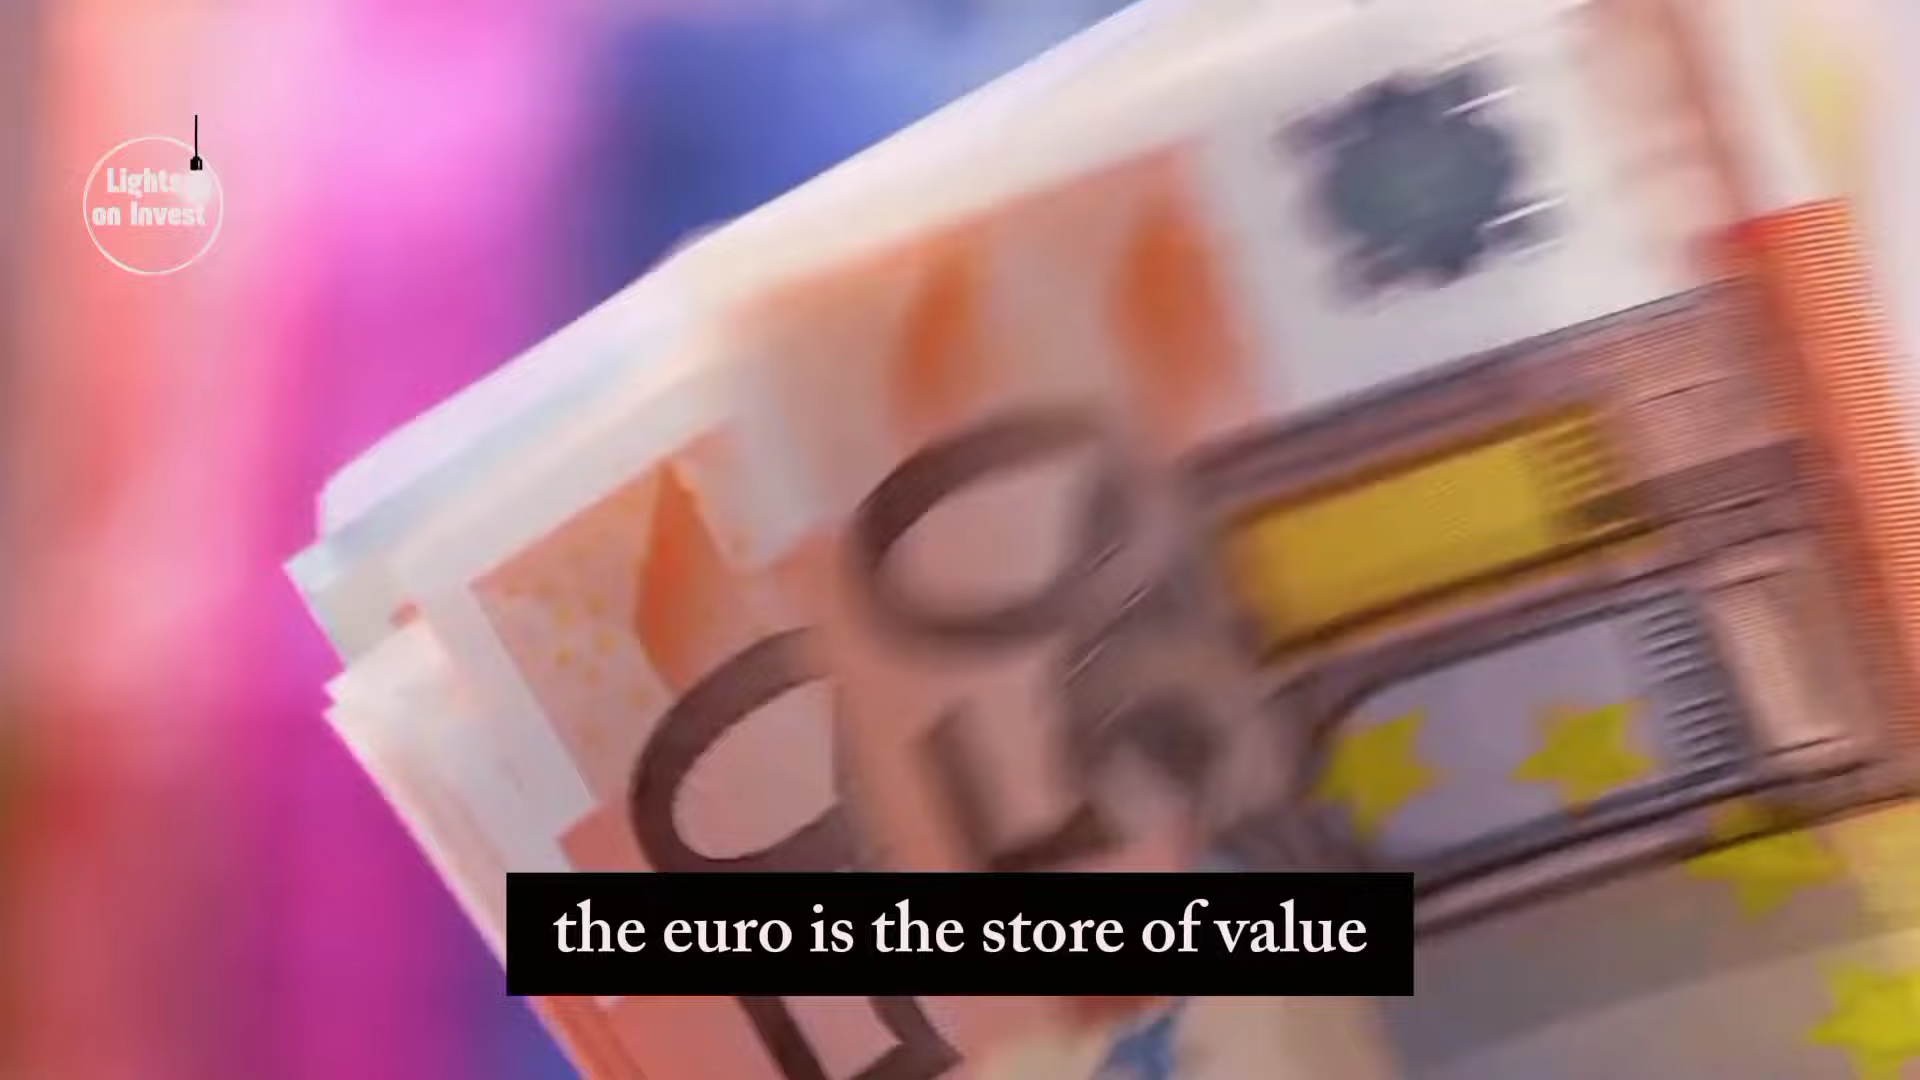 Lights
on Invest
the euro is the store of value